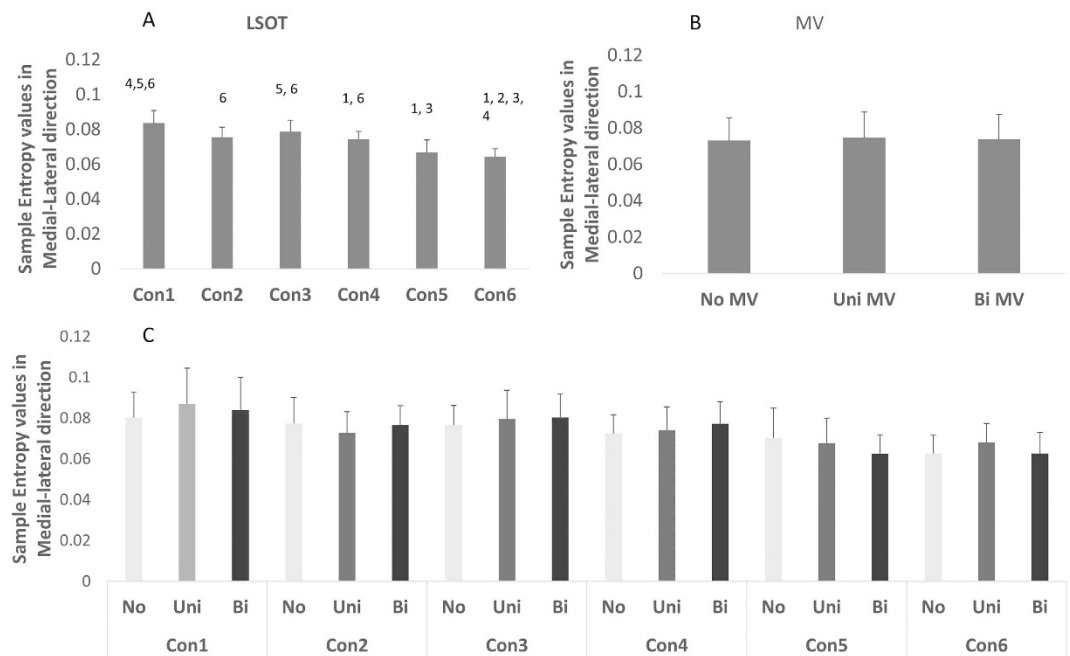 A
LSOT
Sample Entropy values in
Medial-Lateral direction
0.12
0.1
0.08
0.06
0.04
0.02
0
4,5,6
6
5, 6
1, 6
1, 3
1, 2, 3,
4
Con1 Con2 Con3 Con4 Con5 Con6
B
MV
Sample Entropy values in
Medial-lateral direction
0.12
0.1
0.08
0.06
0.04
0.02
0
No MV Uni MV Bi MV
C
Sample Entropy values in
Medial-lateral direction
0.12
0.1
0.08
0.06
0.04
0.02
0
No Uni Bi No Uni Bi No Uni Bi No Uni Bi No Uni Bi No Uni Bi
Con1 Con2 Con3 Con4 Con5 Con6